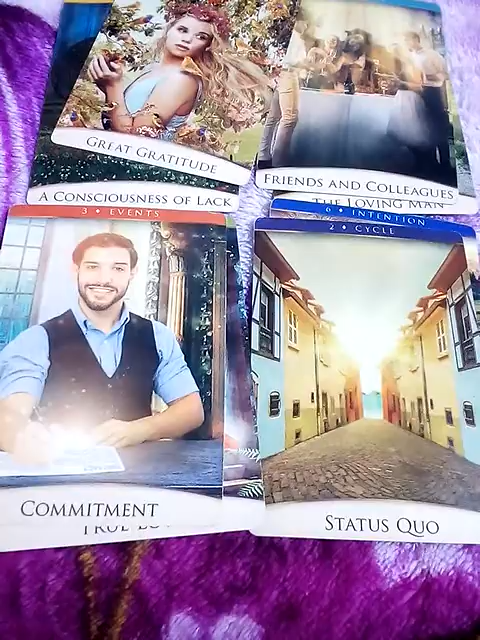 GREAT GRATITUDE
A CONSCIOUSNESS OF LACK
FRIENDS AND COLLEAGUES
THE LOVING MAN
3 • EVENTS
COMMITMENT
6 • INTENTION
2 • CYCLE
STATUS QUO